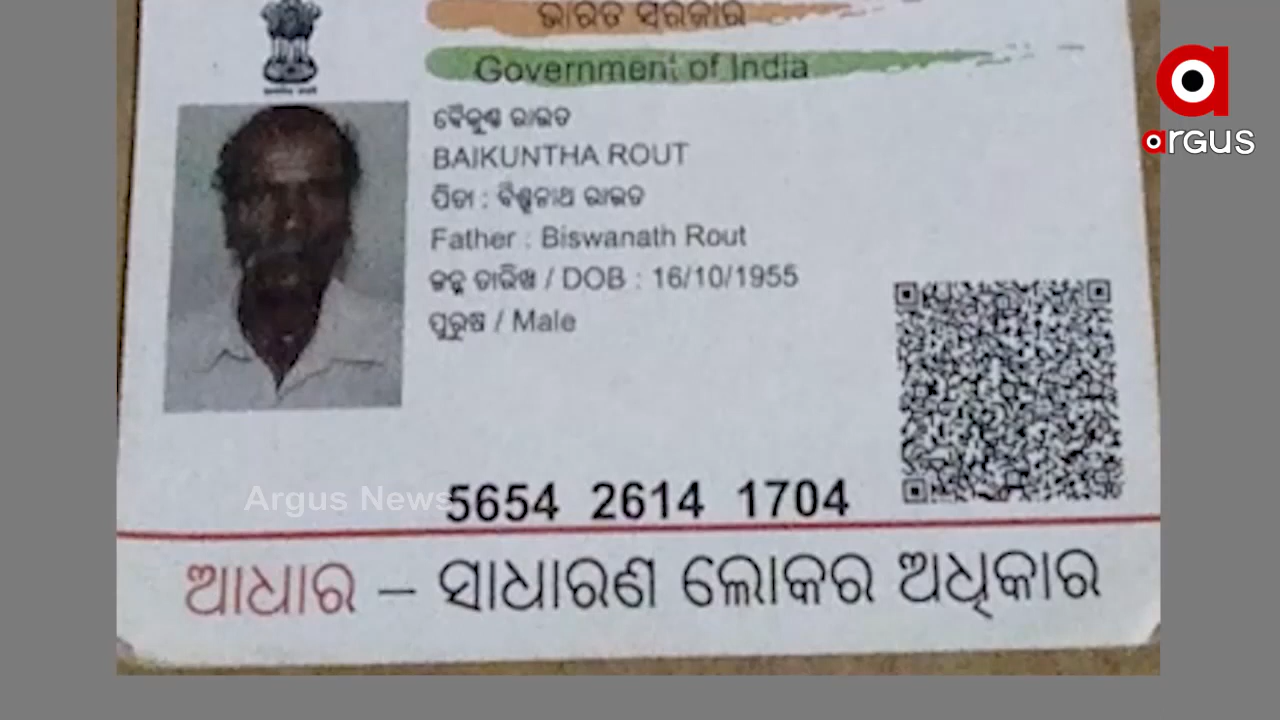 ଭାରତ ସରକାର
Government of India
argus
ବୈକୁଣ୍ଠ ରାଉତ
BAIKUNTHA ROUT
ପିତା : ବିଶ୍ୱନାଥ ରାଉତ
Father : Biswanath Rout
ଜନ୍ମ ତାରିଖ / DOB : 16/10/1955
ପୁରୁଷ / Male
Argus News
5654 2614 1704
ଆଧାର – ସାଧାରଣ ଲୋକର ଅଧିକାର